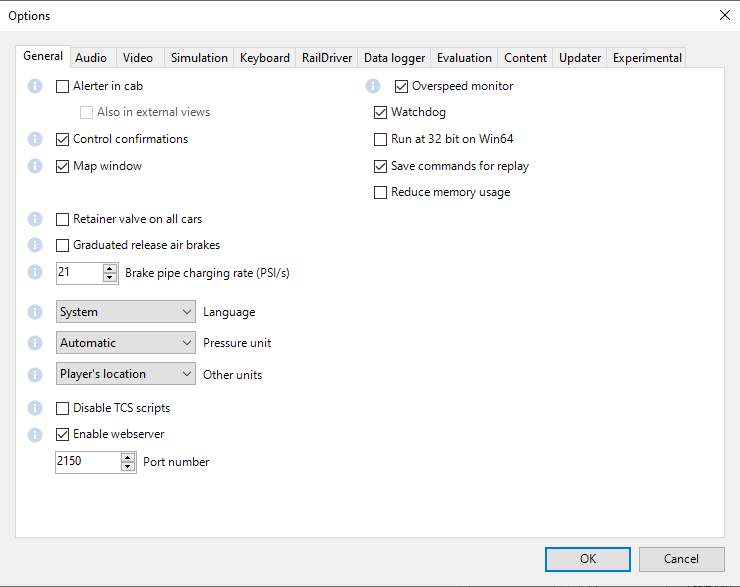 Options
General Audio Video Simulation Keyboard RailDriver Data logger Evaluation Content Updater Experimental
Alerter in cab
Also in external views
Control confirmations
Map window
Retainer valve on all cars
Graduated release air brakes
21 Brake pipe charging rate (PSI/s)
System Language
Automatic Pressure unit
Player's location Other units
Disable TCS scripts
Enable webserver
2150 Port number
Overspeed monitor
Watchdog
Run at 32 bit on Win64
Save commands for replay
Reduce memory usage
OK Cancel